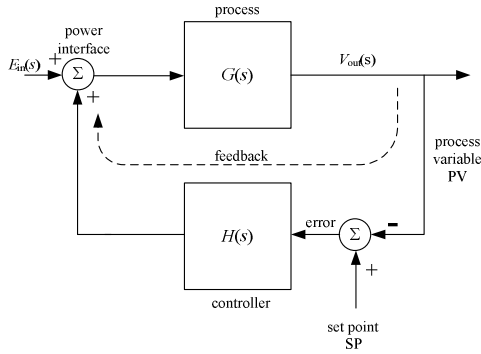 process
power
interface
E_in(s)
+
Σ
+
G(s)
V_out(s)
feedback
process
variable
PV
H(s)
error
Σ
-
+
controller
set point
SP